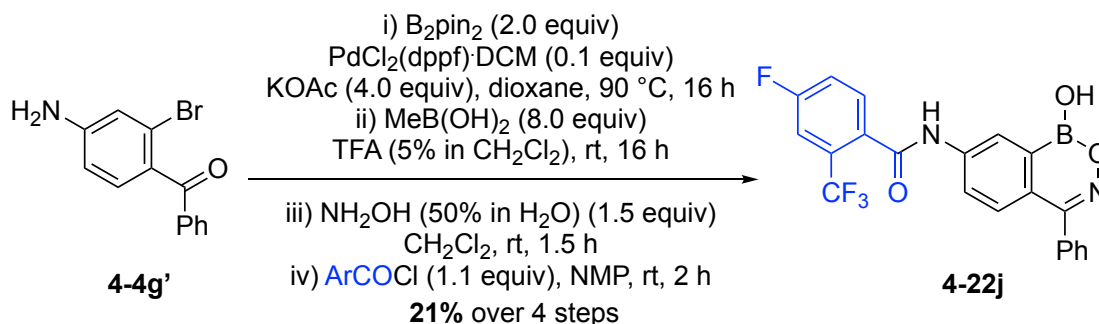 i) B₂pin₂ (2.0 equiv)
PdCl₂(dppf)·DCM (0.1 equiv)
KOAc (4.0 equiv), dioxane, 90 °C, 16 h
ii) MeB(OH)₂ (8.0 equiv)
TFA (5% in CH₂Cl₂), rt, 16 h
iii) NH₂OH (50% in H₂O) (1.5 equiv)
CH₂Cl₂, rt, 1.5 h
iv) ArCOCl (1.1 equiv), NMP, rt, 2 h
21% over 4 steps
H₂N
Br
O
Ph
4-4g’
F
CF₃
O
H
N
OH
B
O
N
Ph
4-22j